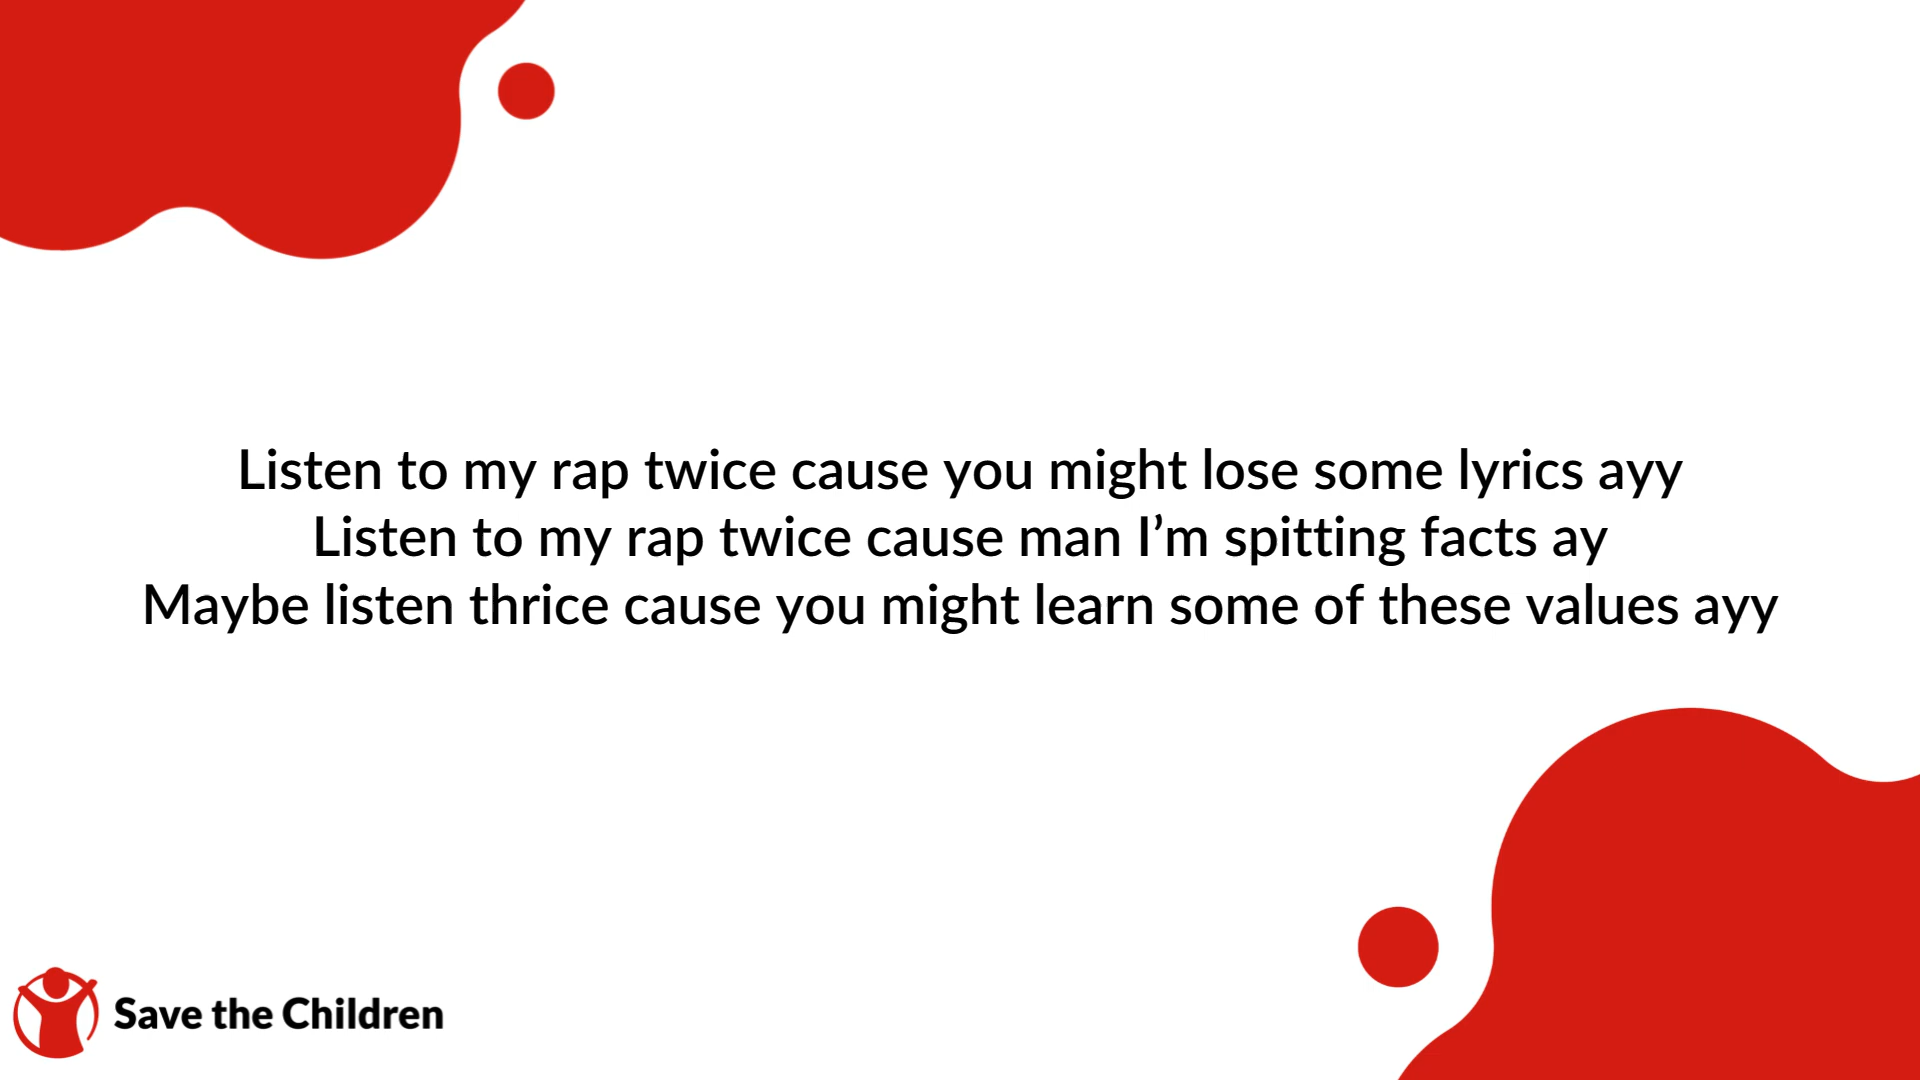 Listen to my rap twice cause you might lose some lyrics ayy
Listen to my rap twice cause man I’m spitting facts ay
Maybe listen thrice cause you might learn some of these values ayy
Save the Children